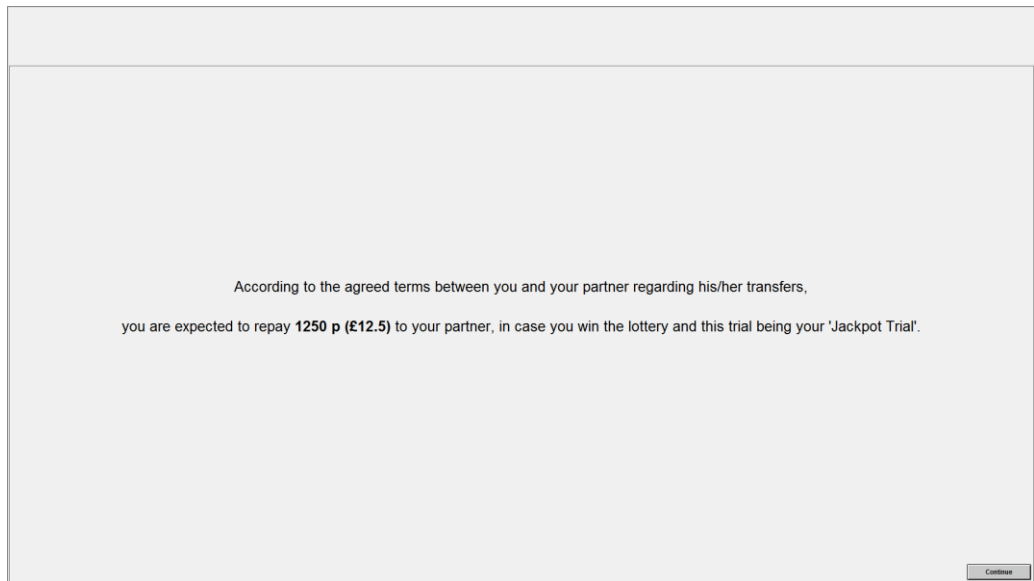 According to the agreed terms between you and your partner regarding his/her transfers,
you are expected to repay 1250 p (£12.5) to your partner, in case you win the lottery and this trial being your 'Jackpot Trial'.
Continue